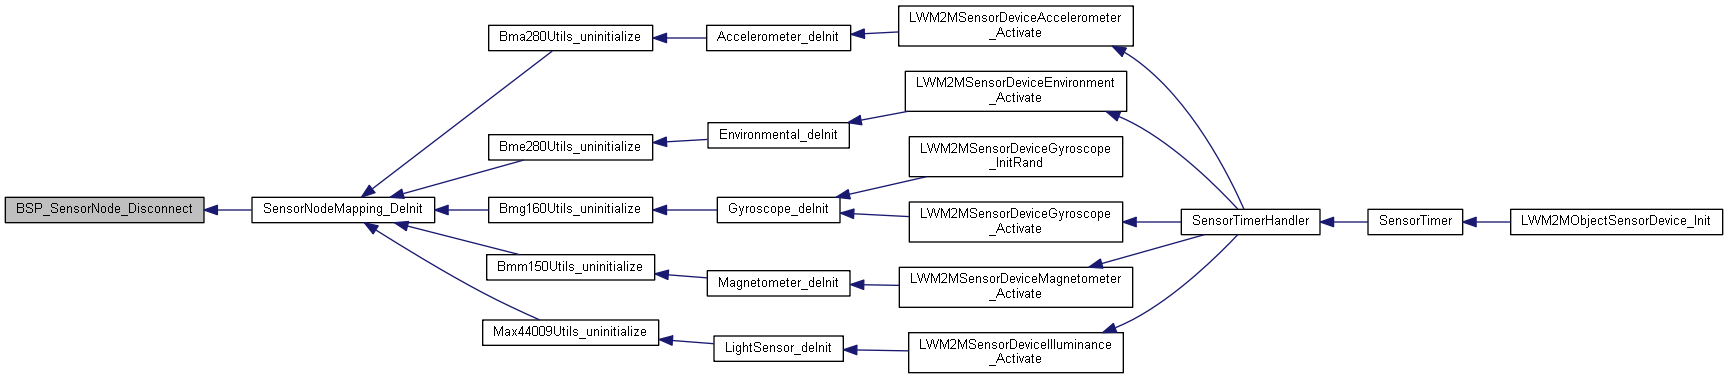 BSP_SensorNode_Disconnect
SensorNodeMapping_DeInit
Bma280Utils_uninitialize
Accelerometer_deInit
LWM2MSensorDeviceAccelerometer
_Activate
Bme280Utils_uninitialize
Environmental_deInit
LWM2MSensorDeviceEnvironment
_Activate
Bmg160Utils_uninitialize
Gyroscope_deInit
LWM2MSensorDeviceGyroscope
_InitRand
LWM2MSensorDeviceGyroscope
_Activate
Bmm150Utils_uninitialize
Magnetometer_deInit
LWM2MSensorDeviceMagnetometer
_Activate
Max44009Utils_uninitialize
LightSensor_deInit
LWM2MSensorDeviceIlluminance
_Activate
SensorTimerHandler
SensorTimer
LWM2MObjectSensorDevice_Init